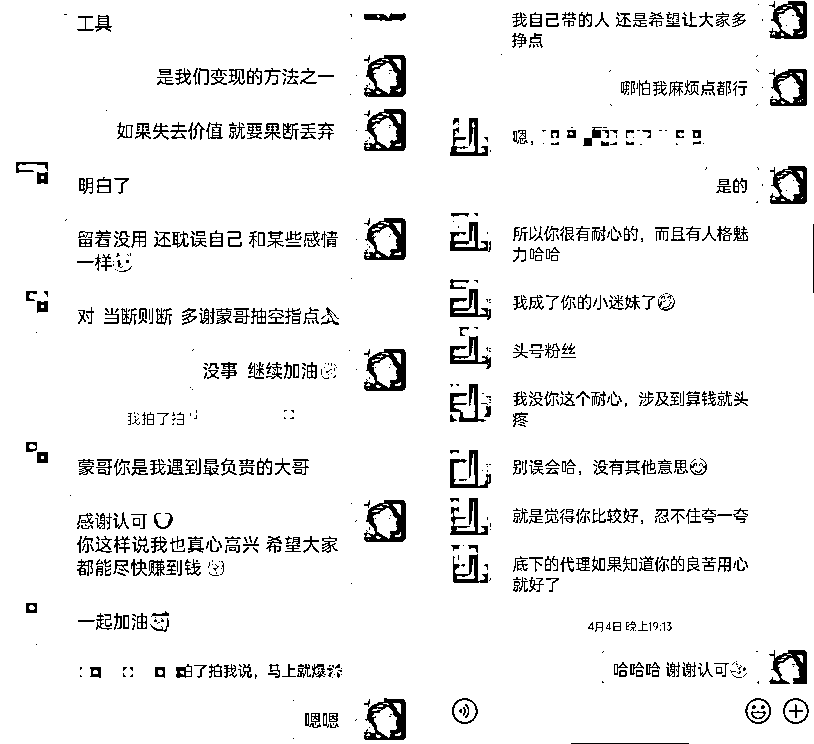 工具
是我们变现的方法之一
如果失去价值 就要果断丢弃
明白了
留着没用 还耽误自己 和某些感情
一样
对 当断则断 多谢蒙哥抽空指点
没事 继续加油
我拍了拍
蒙哥你是我遇到最负责的大哥
感谢认可
你这样说我也真心高兴 希望大家
都能尽快赚到钱
一起加油
拍了拍我说，马上就爆
嗯嗯
我自己带的人 还是希望让大家多
挣点
哪怕我麻烦点都行
嗯，
是的
所以你很有耐心的，而且有人格魅
力哈哈
我成了你的小迷妹了
头号粉丝
我没你这个耐心，涉及到算钱就头
疼
别误会哈，没有其他意思
就是觉得你比较好，忍不住夸一夸
底下的代理如果知道你的良苦用心
就好了
4月4日 晚上19:13
哈哈哈 谢谢认可